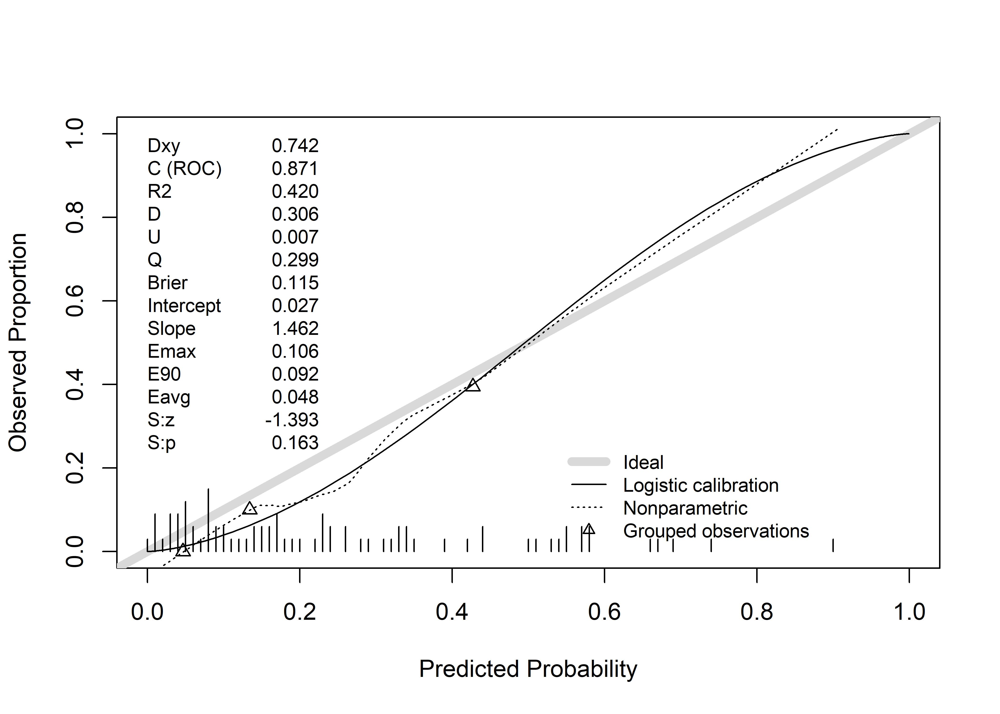 Dxy 0.742
C (ROC) 0.871
R2 0.420
D 0.306
U 0.007
Q 0.299
Brier 0.115
Intercept 0.027
Slope 1.462
Emax 0.106
E90 0.092
Eavg 0.048
S:z -1.393
S:p 0.163
Ideal
Logistic calibration
Nonparametric
Grouped observations
Observed Proportion
1.0
0.8
0.6
0.4
0.2
0.0
0.0 0.2 0.4 0.6 0.8 1.0
Predicted Probability